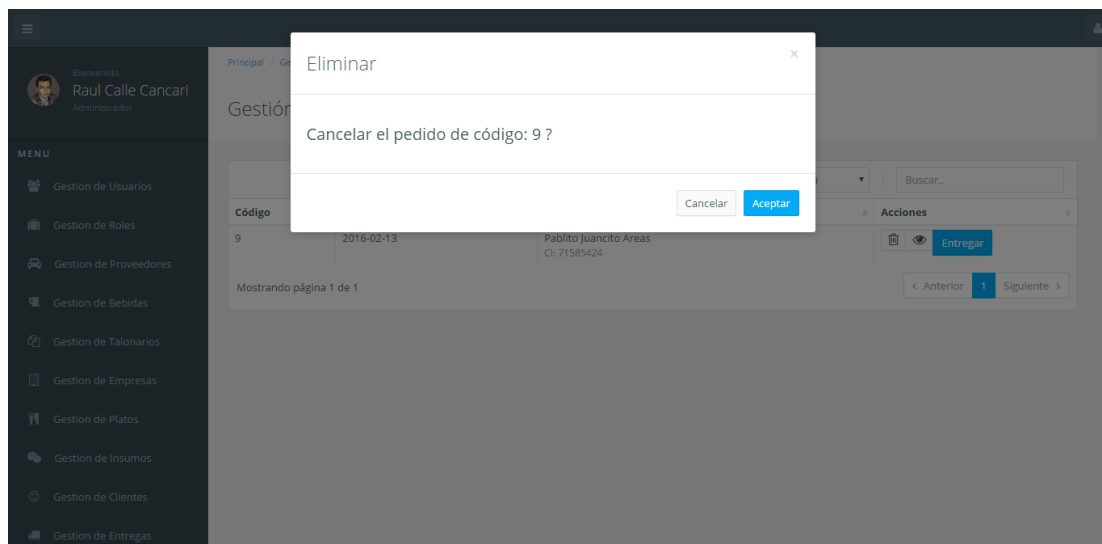 Bienvenido,
Raul Calle Cancari
Administrador
MENU
Gestion de Usuarios
Gestion de Roles
Gestion de Proveedores
Gestion de Bebidas
Gestion de Talonarios
Gestion de Empresas
Gestion de Platos
Gestion de Insumos
Gestion de Clientes
Gestion de Entregas
Principal / Ge
Gestión
Eliminar ×
Cancelar el pedido de código: 9 ?
Cancelar Aceptar
Buscar..
Código Acciones
9 2016-02-13 Pablito Juancito Areas Entregar
CI: 71585424
Mostrando página 1 de 1 < Anterior 1 Siguiente >